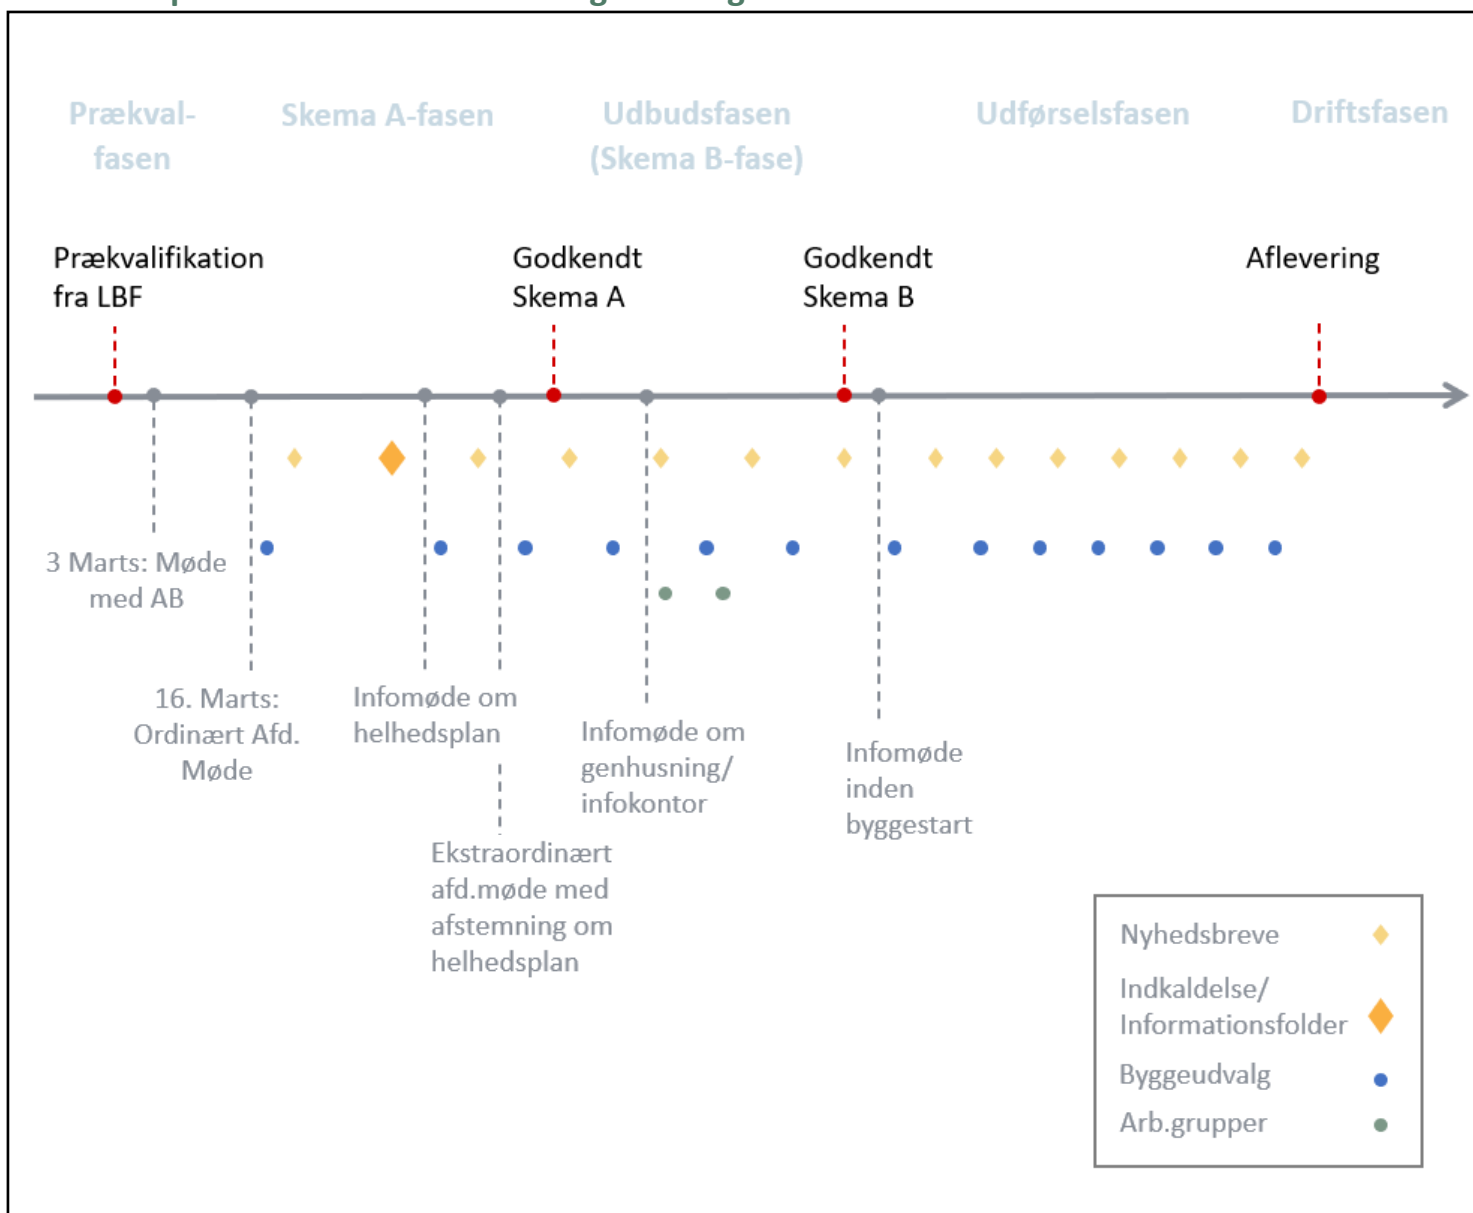 Prækval-
fasen
Skema A-fasen
Udbudsfasen
(Skema B-fase)
Udførselsfasen
Driftsfasen
Prækvalifikation
fra LBF
Godkendt
Skema A
Godkendt
Skema B
Aflevering
3 Marts: Møde
med AB
16. Marts:
Ordinært Afd.
Møde
Infomøde om
helhedsplan
Ekstraordinært
afd.møde med
afstemning om
helhedsplan
Infomøde om
genhusning/
infokontor
Infomøde
inden
byggestart
Nyhedsbreve
Indkaldelse/
Informationsfolder
Byggeudvalg
Arb.grupper